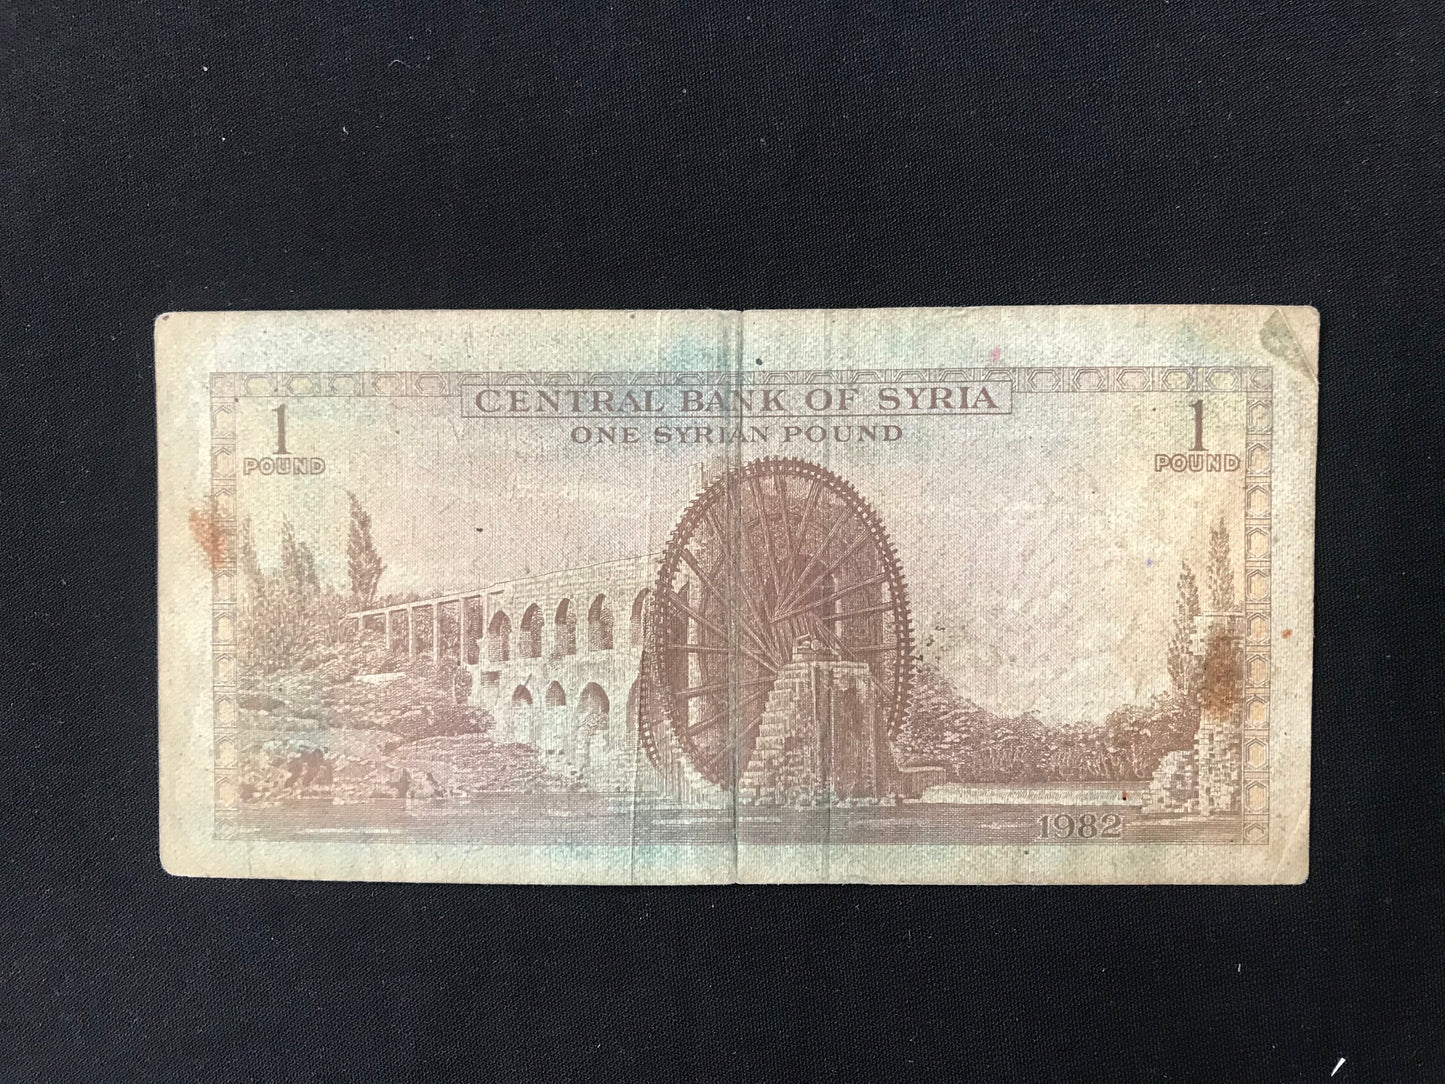 CENTRAL BANK OF SYRIA
ONE SYRIAN POUND
1
POUND
1
POUND
1982